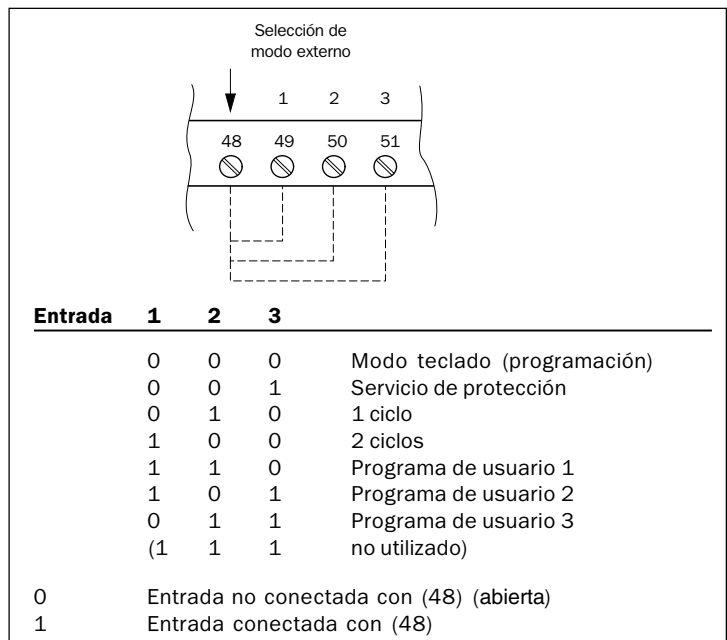 Selección de
modo externo
1 2 3
48 49 50 51
Entrada 1 2 3
0 0 0 Modo teclado (programación)
0 0 1 Servicio de protección
0 1 0 1 ciclo
1 0 0 2 ciclos
1 1 0 Programa de usuario 1
1 0 1 Programa de usuario 2
0 1 1 Programa de usuario 3
(1 1 1 no utilizado)
0 Entrada no conectada con (48) (abierta)
1 Entrada conectada con (48)